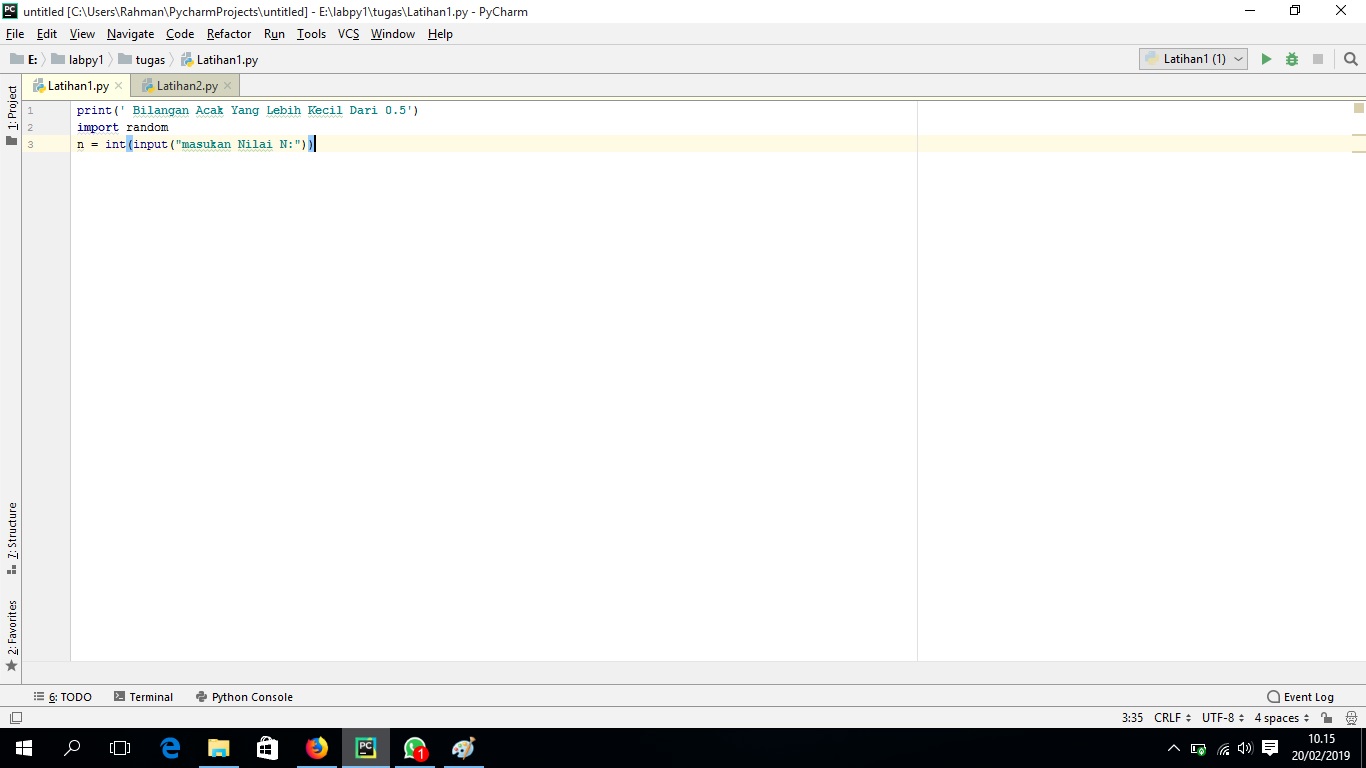 untitled [C:\Users\Rahman\PycharmProjects\untitled] - E:\labpy1\tugas\Latihan1.py - PyCharm
File Edit View Navigate Code Refactor Run Tools VCS Window Help
E: labpy1 tugas Latihan1.py
Latihan1 (1)
Latihan1.py
Latihan2.py
1: Project
1 print(' Bilangan Acak Yang Lebih Kecil Dari 0.5')
2 import random
3 n = int(input("masukan Nilai N:"))
7: Structure
2: Favorites
6: TODO Terminal Python Console Event Log
3:35 CRLF UTF-8 4 spaces
PC
1
10.15
20/02/2019